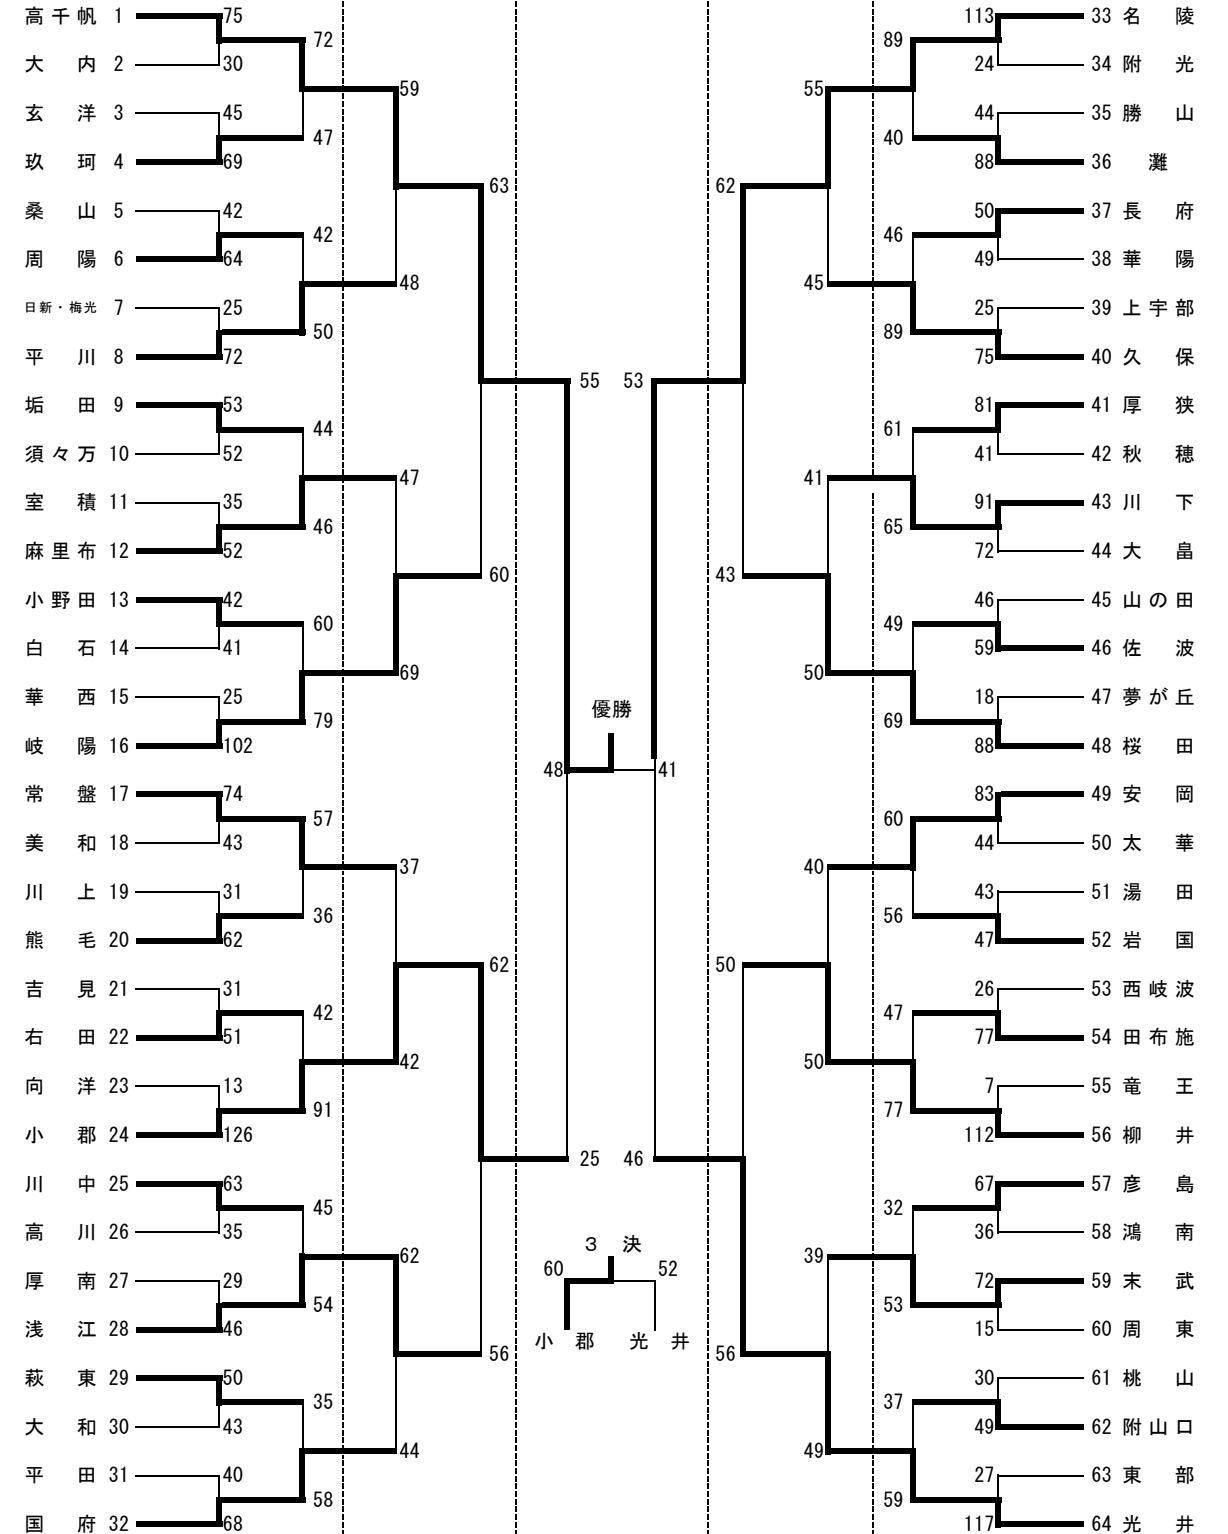 高千帆 1 75 113 33 名陵
72 89
大内 2 30 24 34 附光
59 55
玄洋 3 45 44 35 勝山
47 40
玖珂 4 69 88 36 灘
63 62
桑山 5 42 50 37 長府
42 46
周陽 6 64 49 38 華陽
48 45
日新・梅光 7 25 25 39 上宇部
50 89
平川 8 72 75 40 久保
55 53
垢田 9 53 81 41 厚狭
44 61
須々万 10 52 41 42 秋穂
47 41
室積 11 35 91 43 川下
46 65
麻里布 12 52 72 44 大畠
60 43
小野田 13 42 46 45 山の田
60 49
白石 14 41 59 46 佐波
69 50
華西 15 25 18 47 夢が丘
優勝
79 69
岐陽 16 102 88 48 桜田
48 41
常盤 17 74 83 49 安岡
57 60
美和 18 43 44 50 太華
37 40
川上 19 31 43 51 湯田
36 56
熊毛 20 62 47 52 岩国
62 50
吉見 21 31 26 53 西岐波
42 47
右田 22 51 77 54 田布施
42 50
向洋 23 13 7 55 竜王
91 77
小郡 24 126 112 56 柳井
25 46
川中 25 63 67 57 彦島
45 32
高川 26 35 36 58 鴻南
3決
62 39
60 52
厚南 27 29 72 59 末武
54 53
浅江 28 46 15 60 周東
小郡 光井
56 56
萩東 29 50 30 61 桃山
35 37
大和 30 43 49 62 附山口
44 49
平田 31 40 27 63 東部
58 59
国府 32 68 117 64 光井